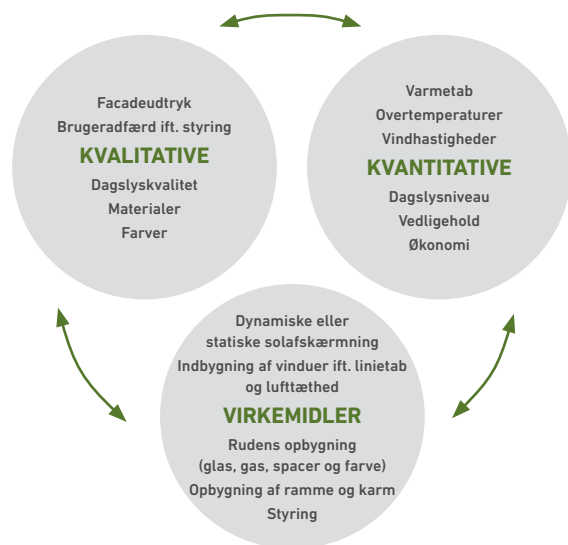 Facadeudtryk
Brugeradfærd ift. styring
KVALITATIVE
Dagslyskvalitet
Materialer
Farver
Varmetab
Overtemperaturer
Vindhastigheder
KVANTITATIVE
Dagslysniveau
Vedligehold
Økonomi
Dynamiske eller
statiske solafskærmning
Indbygning af vinduer ift. linietab
og lufttæthed
VIRKEMIDLER
Rudens opbygning
(glas, gas, spacer og farve)
Opbygning af ramme og karm
Styring